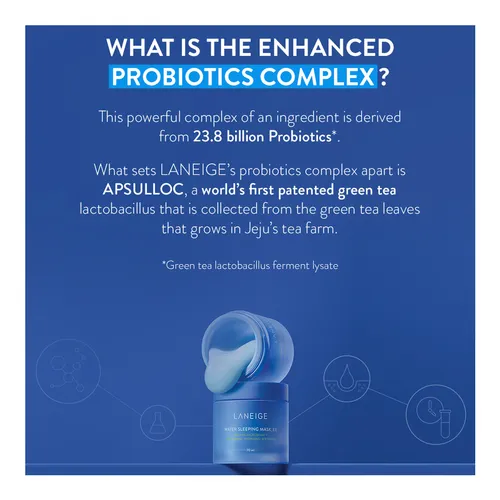 WHAT IS THE ENHANCED
PROBIOTICS COMPLEX?
This powerful complex of an ingredient is derived
from 23.8 billion Probiotics*.
What sets LANEIGE's probiotics complex apart is
APSULLOC, a world's first patented green tea
lactobacillus that is collected from the green tea leaves
that grows in Jeju's tea farm.
*Green tea lactobacillus ferment lysate
LANEIGE
WATER SLEEPING MASK EX